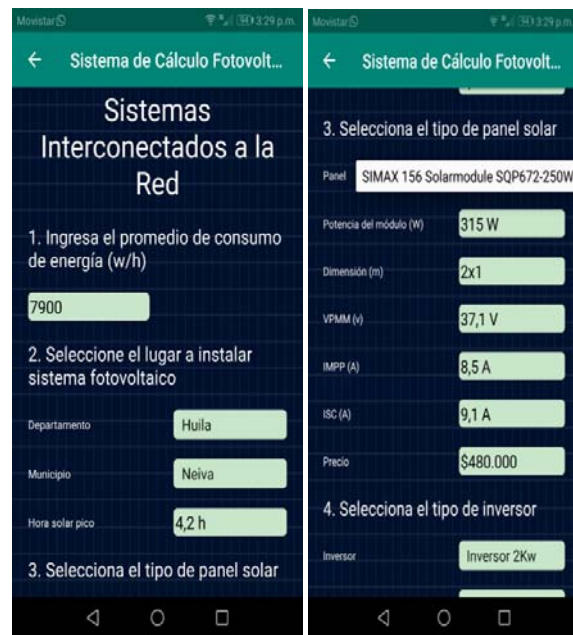 Movistar 3:29 p.m.
Sistema de Cálculo Fotovolt...
Sistemas
Interconectados a la
Red
1. Ingresa el promedio de consumo
de energía (w/h)
7900
2. Seleccione el lugar a instalar
sistema fotovoltaico
Departamento Huila
Municipio Neiva
Hora solar pico 4,2 h
3. Selecciona el tipo de panel solar
Movistar 3:29 p.m.
Sistema de Cálculo Fotovolt...
3. Selecciona el tipo de panel solar
Panel SIMAX 156 Solarmodule SQP672-250W
Potencia del módulo (W) 315 W
Dimensión (m) 2x1
VPMM (v) 37,1 V
IMPP (A) 8,5 A
ISC (A) 9,1 A
Precio $480.000
4. Selecciona el tipo de inversor
Inversor Inversor 2Kw